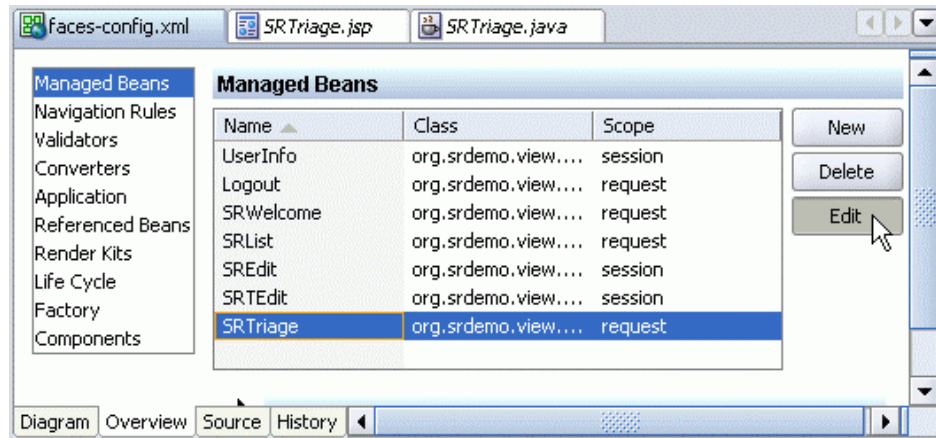 faces-config.xml SRTriage.jsp SRTriage.java
Managed Beans
Navigation Rules
Validators
Converters
Application
Referenced Beans
Render Kits
Life Cycle
Factory
Components
Managed Beans
Name Class Scope
UserInfo org.srdemo.view.... session
Logout org.srdemo.view.... request
SRWelcome org.srdemo.view.... request
SRList org.srdemo.view.... request
SREdit org.srdemo.view.... session
SRTEdit org.srdemo.view.... session
SRTriage org.srdemo.view.... request
New
Delete
Edit
Diagram Overview Source History